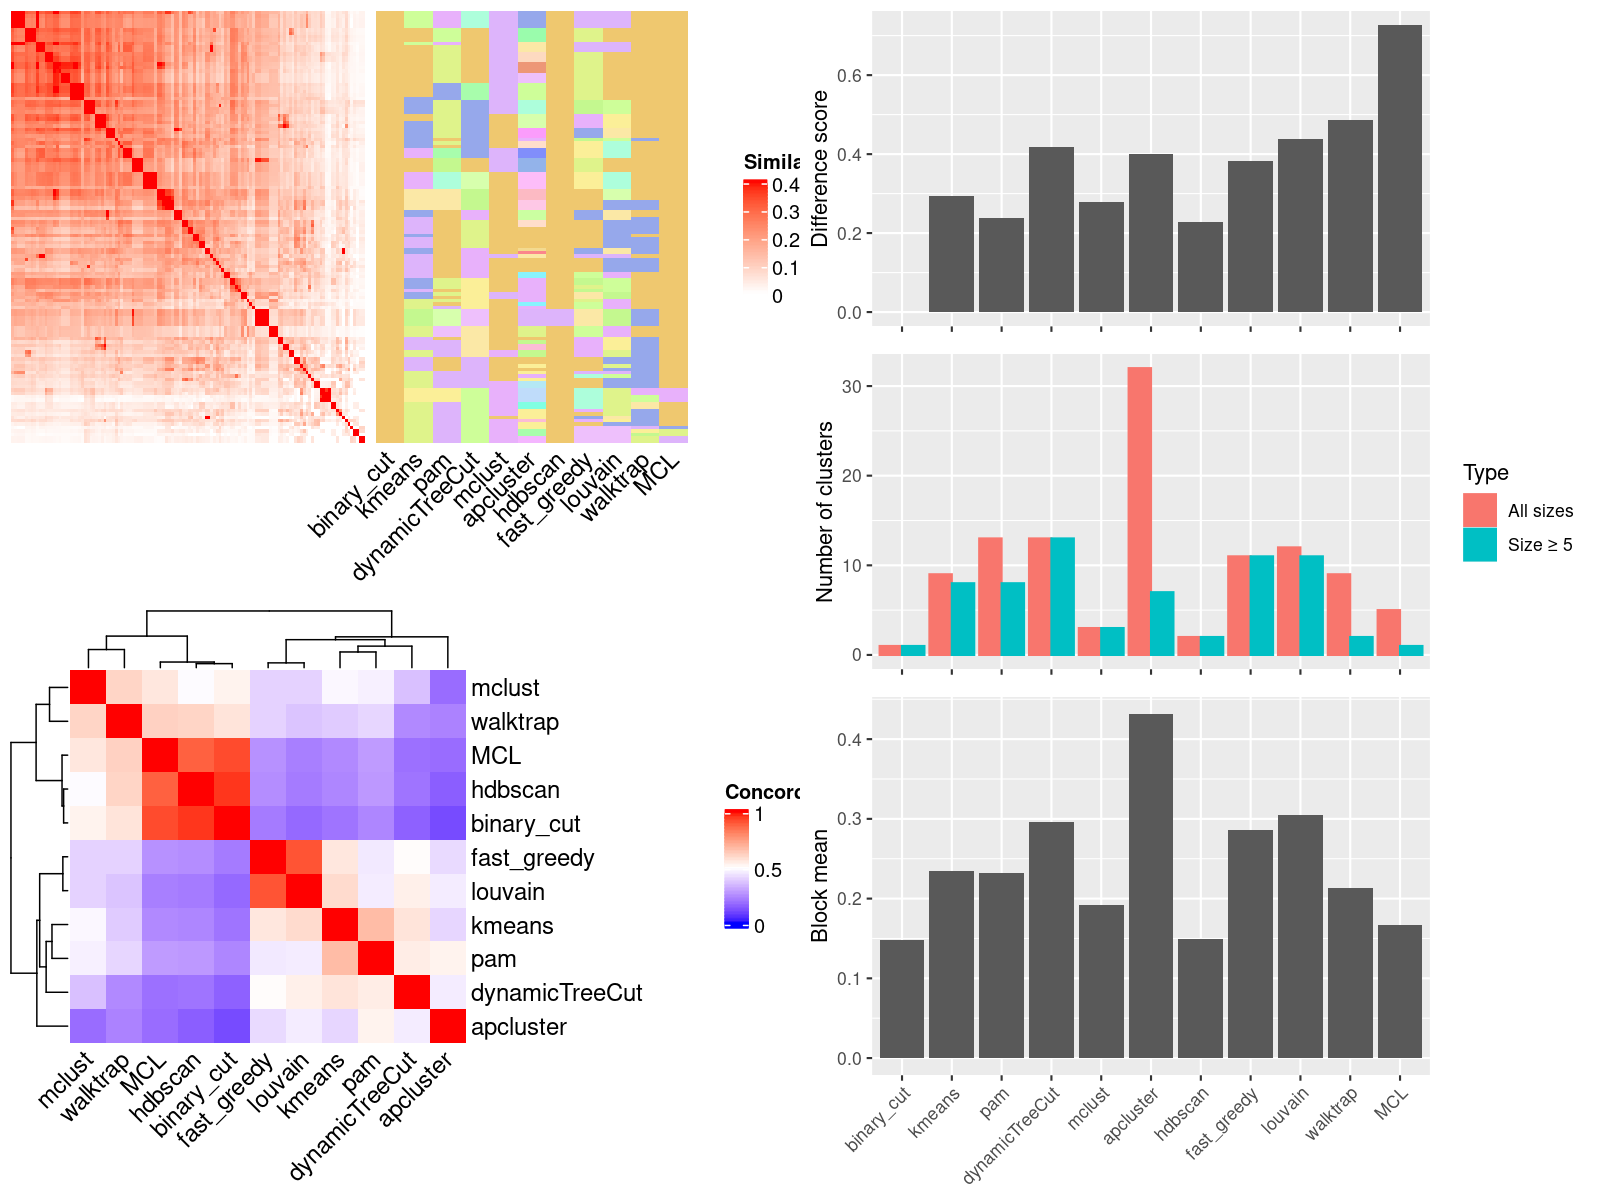 Simila
0.4
0.3
0.2
0.1
0
binary_cut
kmeans
pam
dynamicTreeCut
mclust
apcluster
hdbscan
fast_greedy
louvain
walktrap
MCL
mclust
walktrap
MCL
hdbscan
binary_cut
fast_greedy
louvain
kmeans
pam
dynamicTreeCut
apcluster
mclust
walktrap
MCL
hdbscan
binary_cut
fast_greedy
louvain
kmeans
pam
dynamicTreeCut
apcluster
Concord
1
0.5
0
Difference score
0.6
0.4
0.2
0.0
Number of clusters
30
20
10
0
Type
All sizes
Size ≥ 5
Block mean
0.4
0.3
0.2
0.1
0.0
binary_cut
kmeans
pam
dynamicTreeCut
mclust
apcluster
hdbscan
fast_greedy
louvain
walktrap
MCL